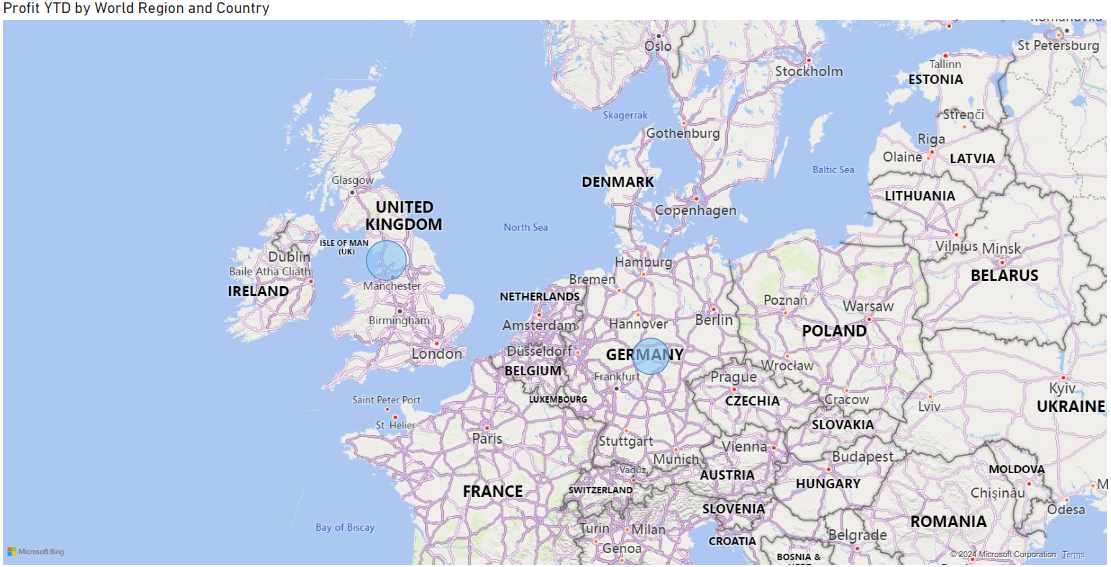 Profit YTD by World Region and Country
Oslo
Stockholm
St Petersburg
Tallinn
ESTONIA
Skagerrak
Gothenburg
Strenči
Riga
Olaine
LATVIA
Baltic Sea
Glasgow
DENMARK
LITHUANIA
UNITED
KINGDOM
Copenhagen
North Sea
ISLE OF MAN
(UK)
Vilnius
Minsk
Dublin
Baile Átha Cliath
Hamburg
BELARUS
Bremen
Manchester
IRELAND
NETHERLANDS
Poznań
Warsaw
Birmingham
Amsterdam
Hannover
Berlin
POLAND
London
Dusseldorf
GERMANY
BELGIUM
Wrocław
Frankfurt
Prague
Kyiv
LUXEMBOURG
CZECHIA
Cracow
Lviv
UKRAINE
Saint Peter Port
St. Helier
SLOVAKIA
Paris
Stuttgart
Vienna
Munich
Budapest
Vaduz
AUSTRIA
MOLDOVA
FRANCE
SWITZERLAND
HUNGARY
Chișinău
SLOVENIA
Odesa
Bay of Biscay
Turin
Milan
ROMANIA
Belgrade
CROATIA
Genoa
BOSNIA &
Microsoft Bing
© 2024 Microsoft Corporation Terms